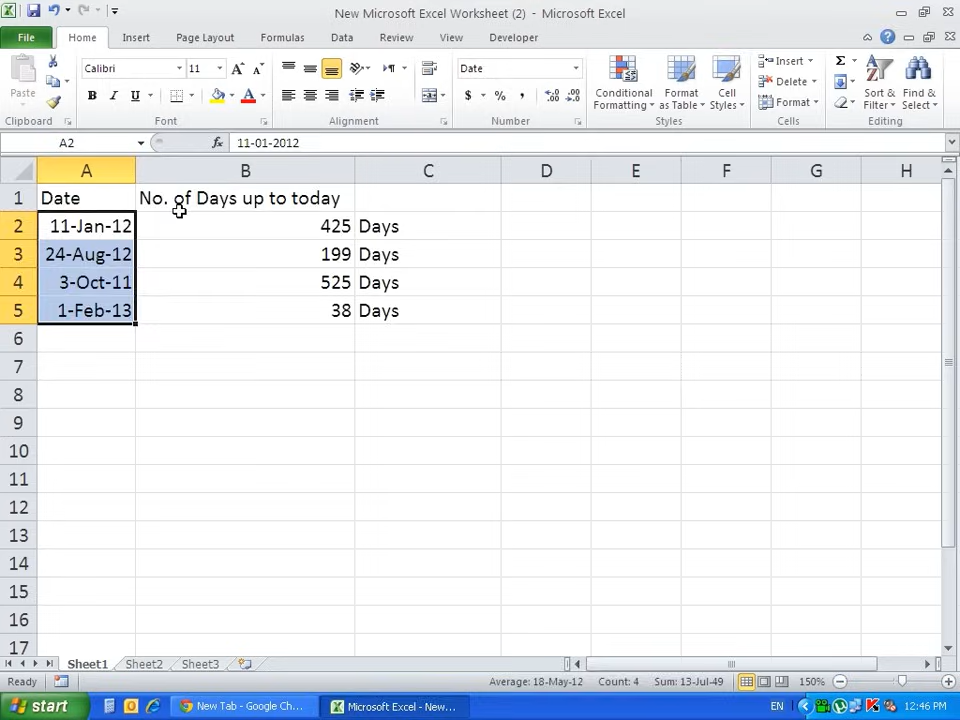 New Microsoft Excel Worksheet (2) - Microsoft Excel
File Home Insert Page Layout Formulas Data Review View Developer
Paste Calibri 11 A A Date Conditional Formatting Format as Table Cell Styles Insert Delete Format Sort & Filter Find & Select
B I U A $ % , .0 .00 .00 .0
Clipboard Font Alignment Number Styles Cells Editing
A2 fx 11-01-2012
A B C D E F G H
1 Date No. of Days up to today
2 11-Jan-12 425 Days
3 24-Aug-12 199 Days
4 3-Oct-11 525 Days
5 1-Feb-13 38 Days
6
7
8
9
10
11
12
13
14
15
16
17
Sheet1 Sheet2 Sheet3
Ready Average: 18-May-12 Count: 4 Sum: 13-Jul-49 150%
start New Tab - Google Ch... Microsoft Excel - New... EN 12:46 PM